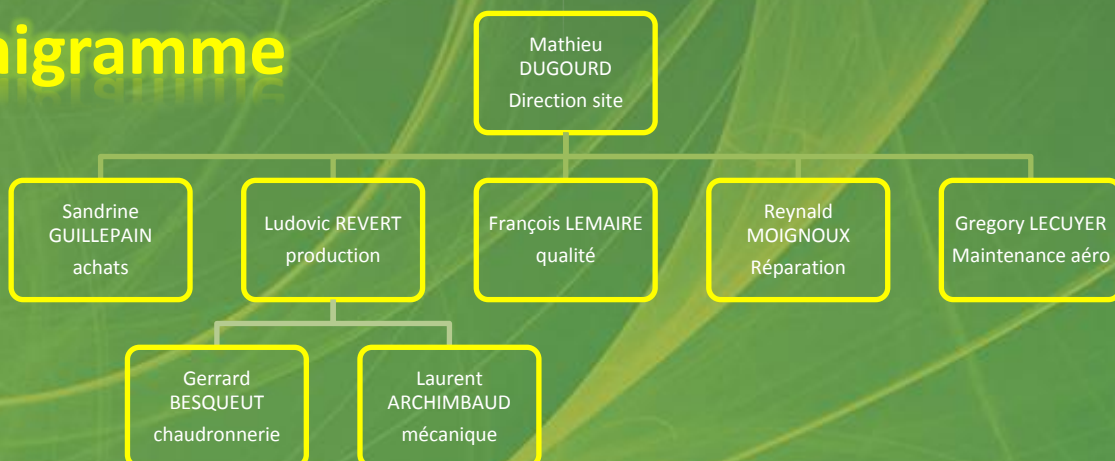 nigramme
Mathieu
DUGOURD
Direction site
Sandrine
GUILLEPAIN
achats
Ludovic REVERT
production
François LEMAIRE
qualité
Reynald
MOIGNOUX
Réparation
Gregory LECUYER
Maintenance aéro
Gerrard
BESQUEUT
chaudronnerie
Laurent
ARCHIMBAUD
mécanique